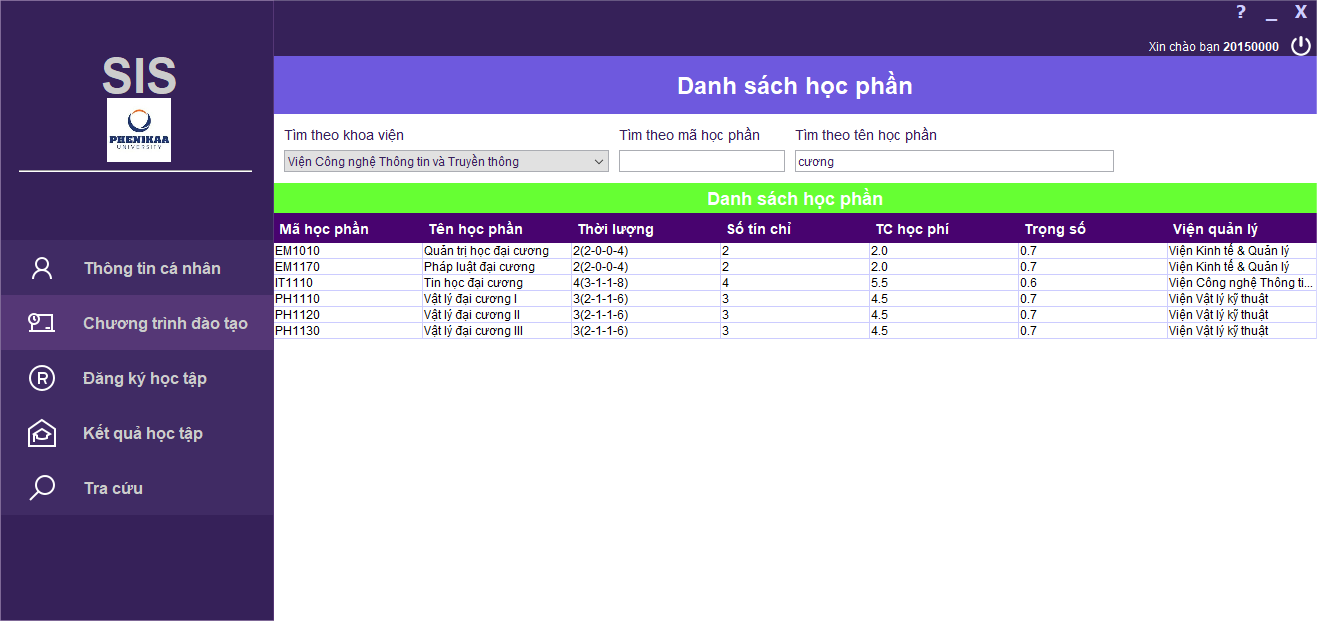 ? _ X
Xin chào bạn 20150000
SIS
PHENIKAA
UNIVERSITY
Thông tin cá nhân
Chương trình đào tạo
Đăng ký học tập
Kết quả học tập
Tra cứu
Danh sách học phần
Tìm theo khoa viện Tìm theo mã học phần Tìm theo tên học phần
Viện Công nghệ Thông tin và Truyền thông cương
Danh sách học phần
Mã học phần Tên học phần Thời lượng Số tín chỉ TC học phí Trọng số Viện quản lý
EM1010 Quản trị học đại cương 2(2-0-0-4) 2 2.0 0.7 Viện Kinh tế & Quản lý
EM1170 Pháp luật đại cương 2(2-0-0-4) 2 2.0 0.7 Viện Kinh tế & Quản lý
IT1110 Tin học đại cương 4(3-1-1-8) 4 5.5 0.6 Viện Công nghệ Thông ti...
PH1110 Vật lý đại cương I 3(2-1-1-6) 3 4.5 0.7 Viện Vật lý kỹ thuật
PH1120 Vật lý đại cương II 3(2-1-1-6) 3 4.5 0.7 Viện Vật lý kỹ thuật
PH1130 Vật lý đại cương III 3(2-1-1-6) 3 4.5 0.7 Viện Vật lý kỹ thuật